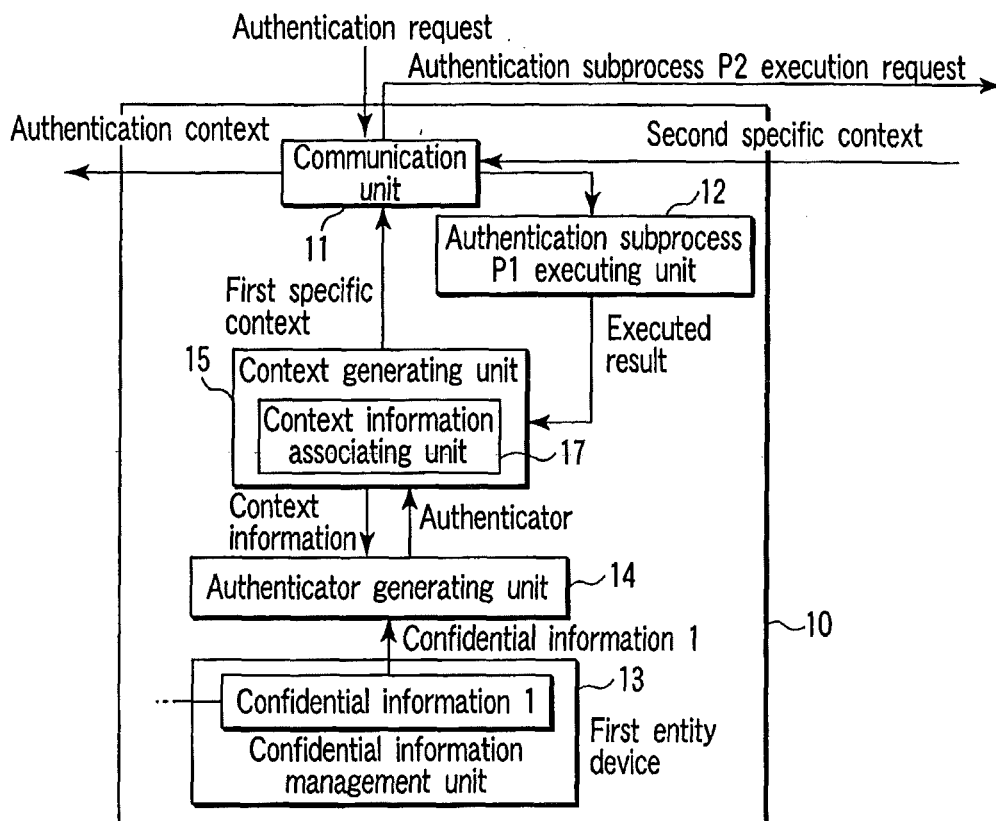 Authentication request
Authentication subprocess P2 execution request
Authentication context
Second specific context
Communication
unit
11
12
Authentication subprocess
P1 executing unit
First specific
context
Executed
result
15
Context generating unit
Context information
associating unit
17
Context
information
Authenticator
Authenticator generating unit
14
10
Confidential information 1
13
Confidential information 1
Confidential information
management unit
First entity
device